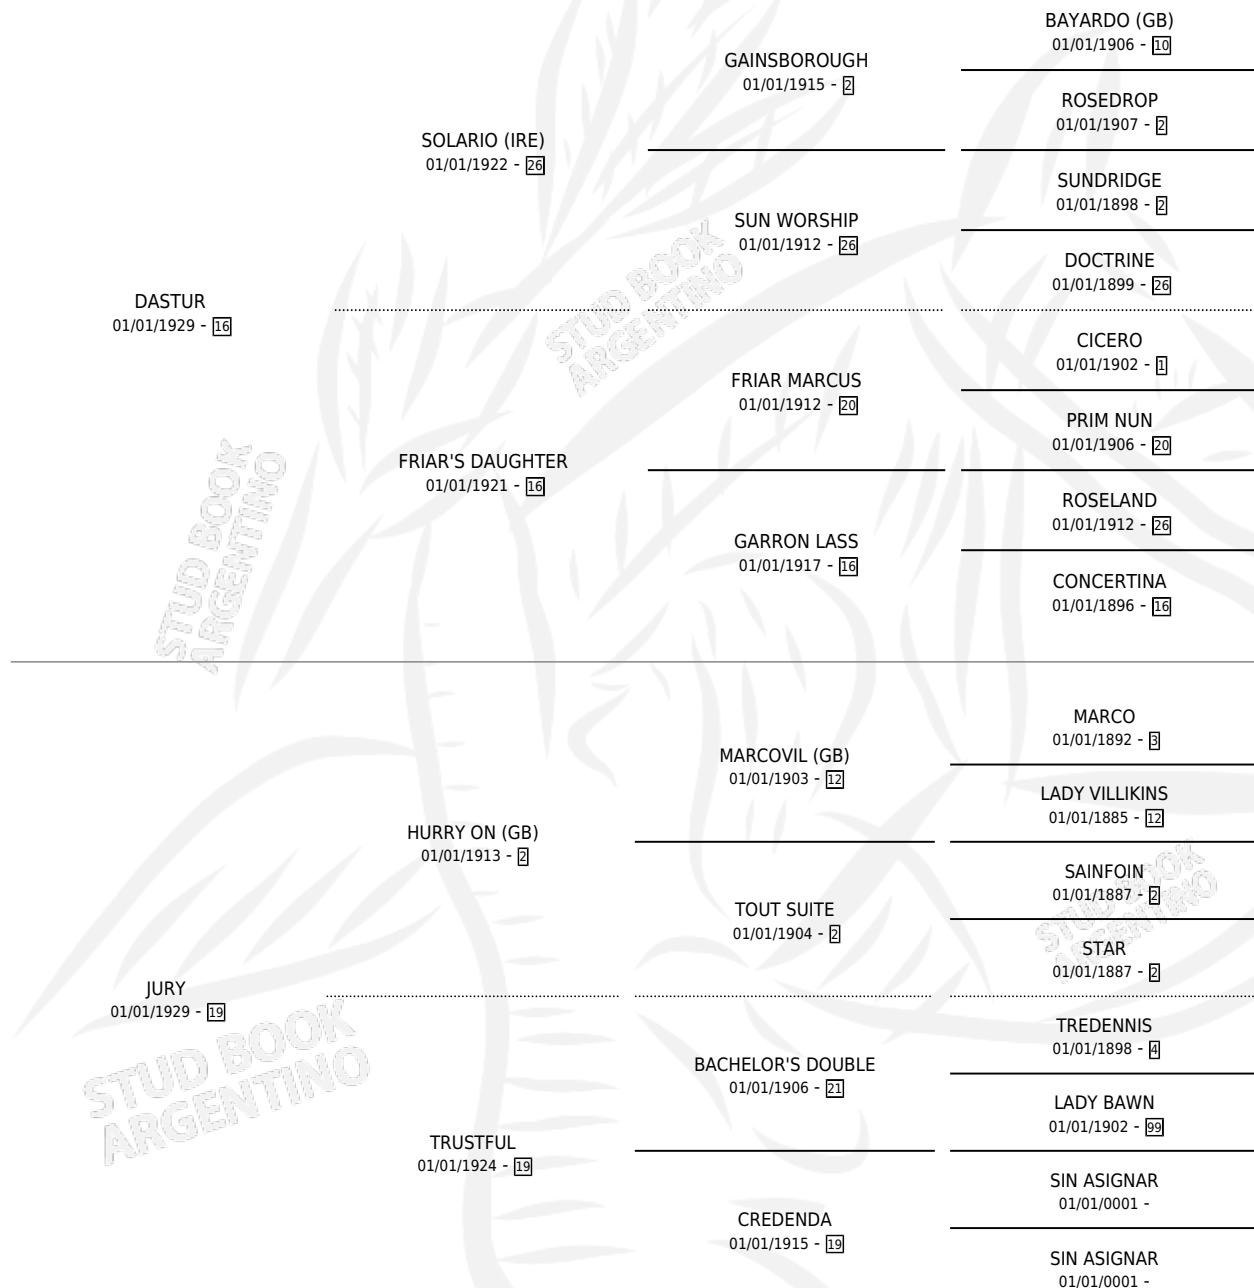 BAYARDO (GB)
01/01/1906 - 10
GAINSBOROUGH
01/01/1915 - 2
ROSEDROP
01/01/1907 - 2
SOLARIO (IRE)
01/01/1922 - 26
SUNDRIDGE
01/01/1898 - 2
SUN WORSHIP
01/01/1912 - 26
DOCTRINE
01/01/1899 - 26
DASTUR
01/01/1929 - 16
CICERO
01/01/1902 - 1
FRIAR MARCUS
01/01/1912 - 20
PRIM NUN
01/01/1906 - 20
FRIAR'S DAUGHTER
01/01/1921 - 16
ROSELAND
01/01/1912 - 26
GARRON LASS
01/01/1917 - 16
CONCERTINA
01/01/1896 - 16
MARCO
01/01/1892 - 3
MARCOVIL (GB)
01/01/1903 - 12
LADY VILLIKINS
01/01/1885 - 12
HURRY ON (GB)
01/01/1913 - 2
SAINFOIN
01/01/1887 - 2
TOUT SUITE
01/01/1904 - 2
STAR
01/01/1887 - 2
JURY
01/01/1929 - 19
TREDENNIS
01/01/1898 - 4
BACHELOR'S DOUBLE
01/01/1906 - 21
LADY BAWN
01/01/1902 - 99
TRUSTFUL
01/01/1924 - 19
SIN ASIGNAR
01/01/0001 -
CREDENDA
01/01/1915 - 19
SIN ASIGNAR
01/01/0001 -
STUD BOOK
ARGENTINO
STUD BOOK
ARGENTINO
STUD BOOK
ARGENTINO
STUD BOOK
ARGENTINO